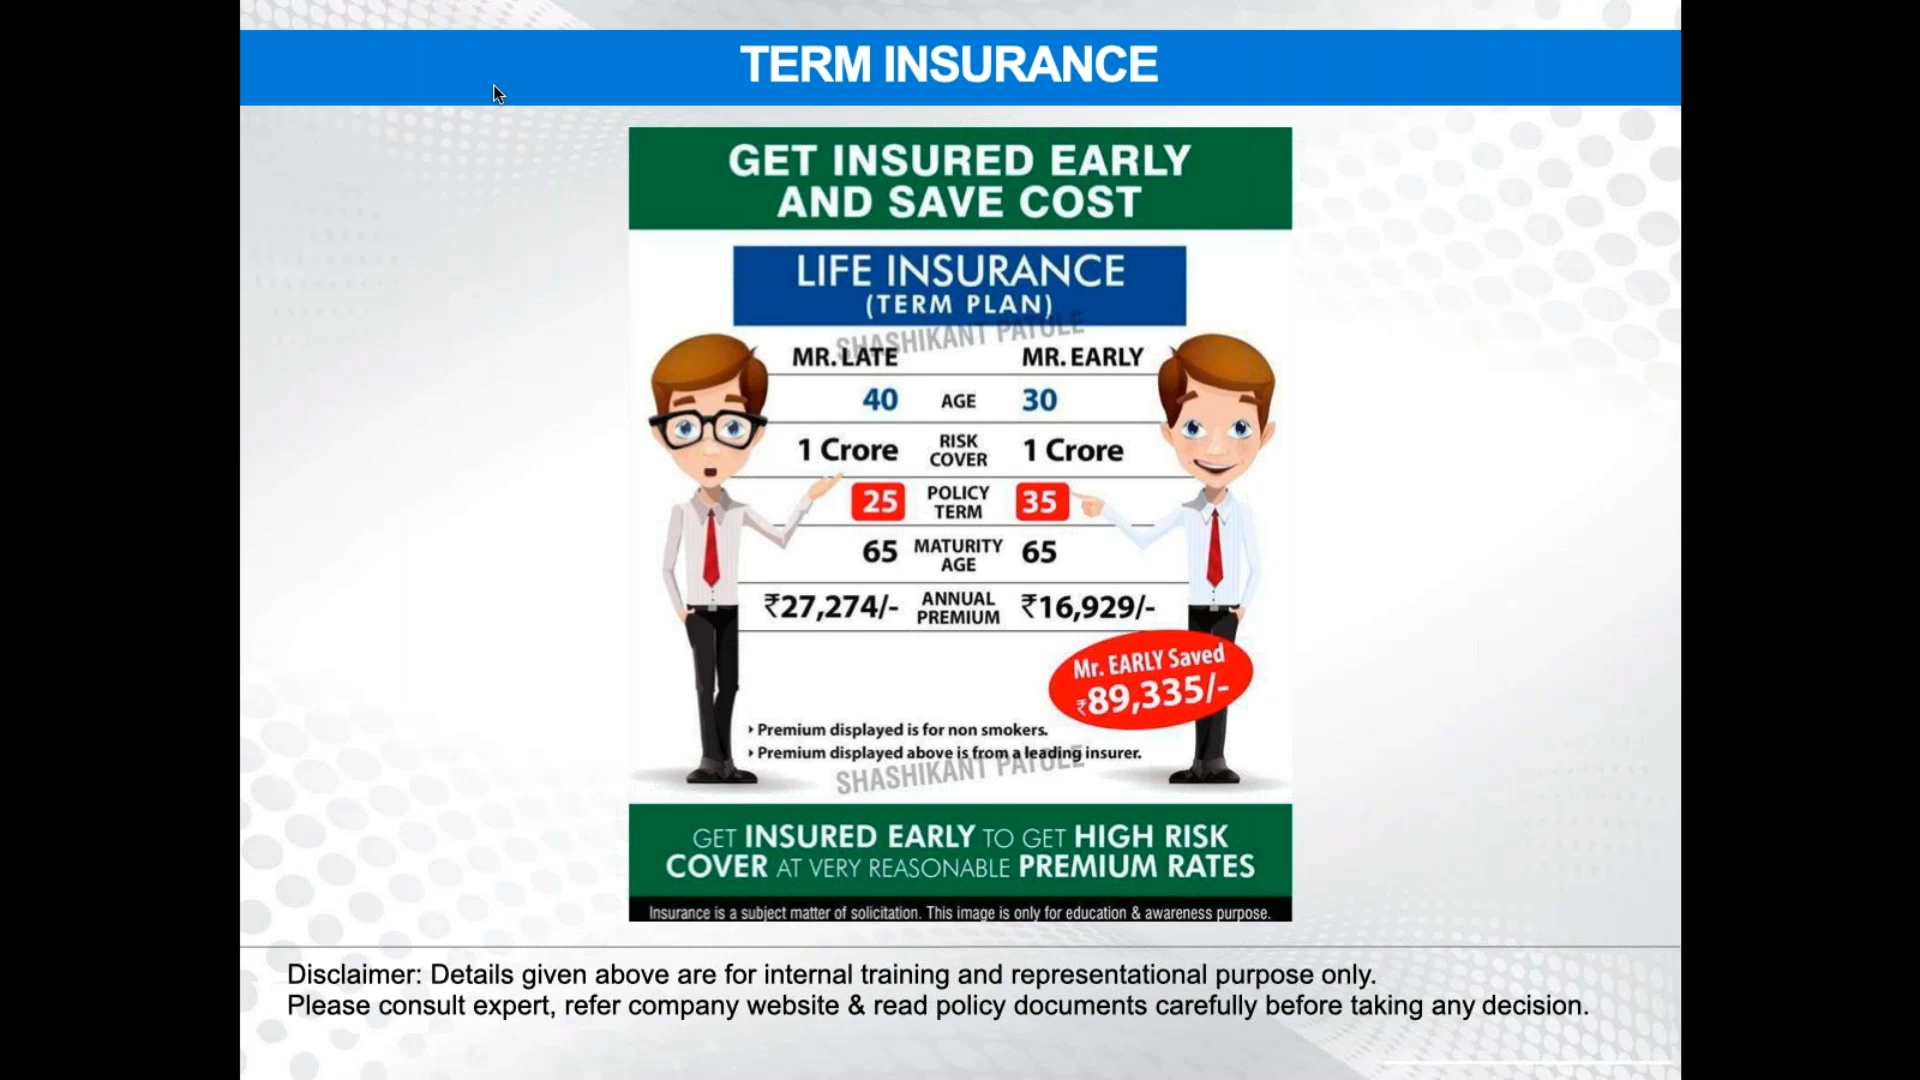 TERM INSURANCE
GET INSURED EARLY
AND SAVE COST
LIFE INSURANCE
(TERM PLAN)
SHASHIKANT PATOLE
MR. LATE MR. EARLY
40 AGE 30
1 Crore RISK COVER 1 Crore
25 POLICY TERM 35
65 MATURITY AGE 65
₹27,274/- ANNUAL PREMIUM ₹16,929/-
Mr. EARLY Saved
₹89,335/-
‣ Premium displayed is for non smokers.
‣ Premium displayed above is from a leading insurer.
SHASHIKANT PATOLE
GET INSURED EARLY TO GET HIGH RISK
COVER AT VERY REASONABLE PREMIUM RATES
Insurance is a subject matter of solicitation. This image is only for education & awareness purpose.
Disclaimer: Details given above are for internal training and representational purpose only.
Please consult expert, refer company website & read policy documents carefully before taking any decision.